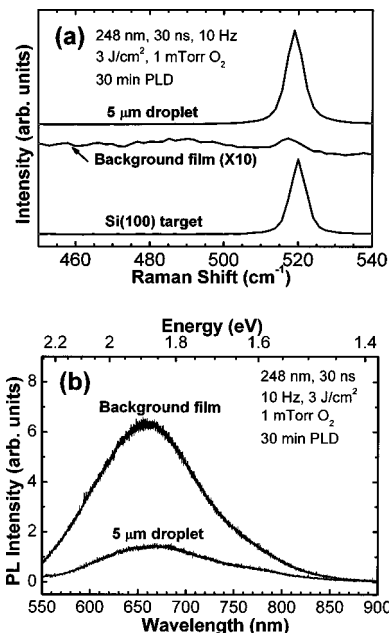 (a)
248 nm, 30 ns, 10 Hz
3 J/cm², 1 mTorr O₂
30 min PLD
5 μm droplet
Background film (X10)
Si(100) target
Intensity (arb. units)
460 480 500 520 540
Raman Shift (cm⁻¹)
Energy (eV)
2.2 2 1.8 1.6 1.4
(b)
248 nm, 30 ns
10 Hz, 3 J/cm²
1 mTorr O₂
30 min PLD
Background film
5 μm droplet
PL Intensity (arb. units)
8
6
4
2
0
550 600 650 700 750 800 850 900
Wavelength (nm)